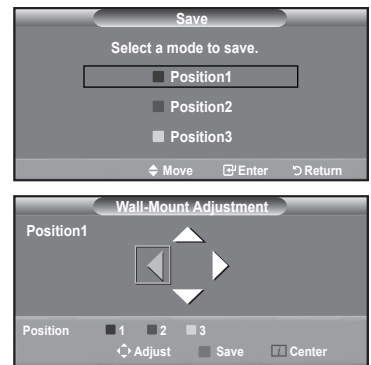 Save
Select a mode to save.
Position1
Position2
Position3
Move Enter Return
Wall-Mount Adjustment
Position1
Position 1 2 3
Adjust Save i Center